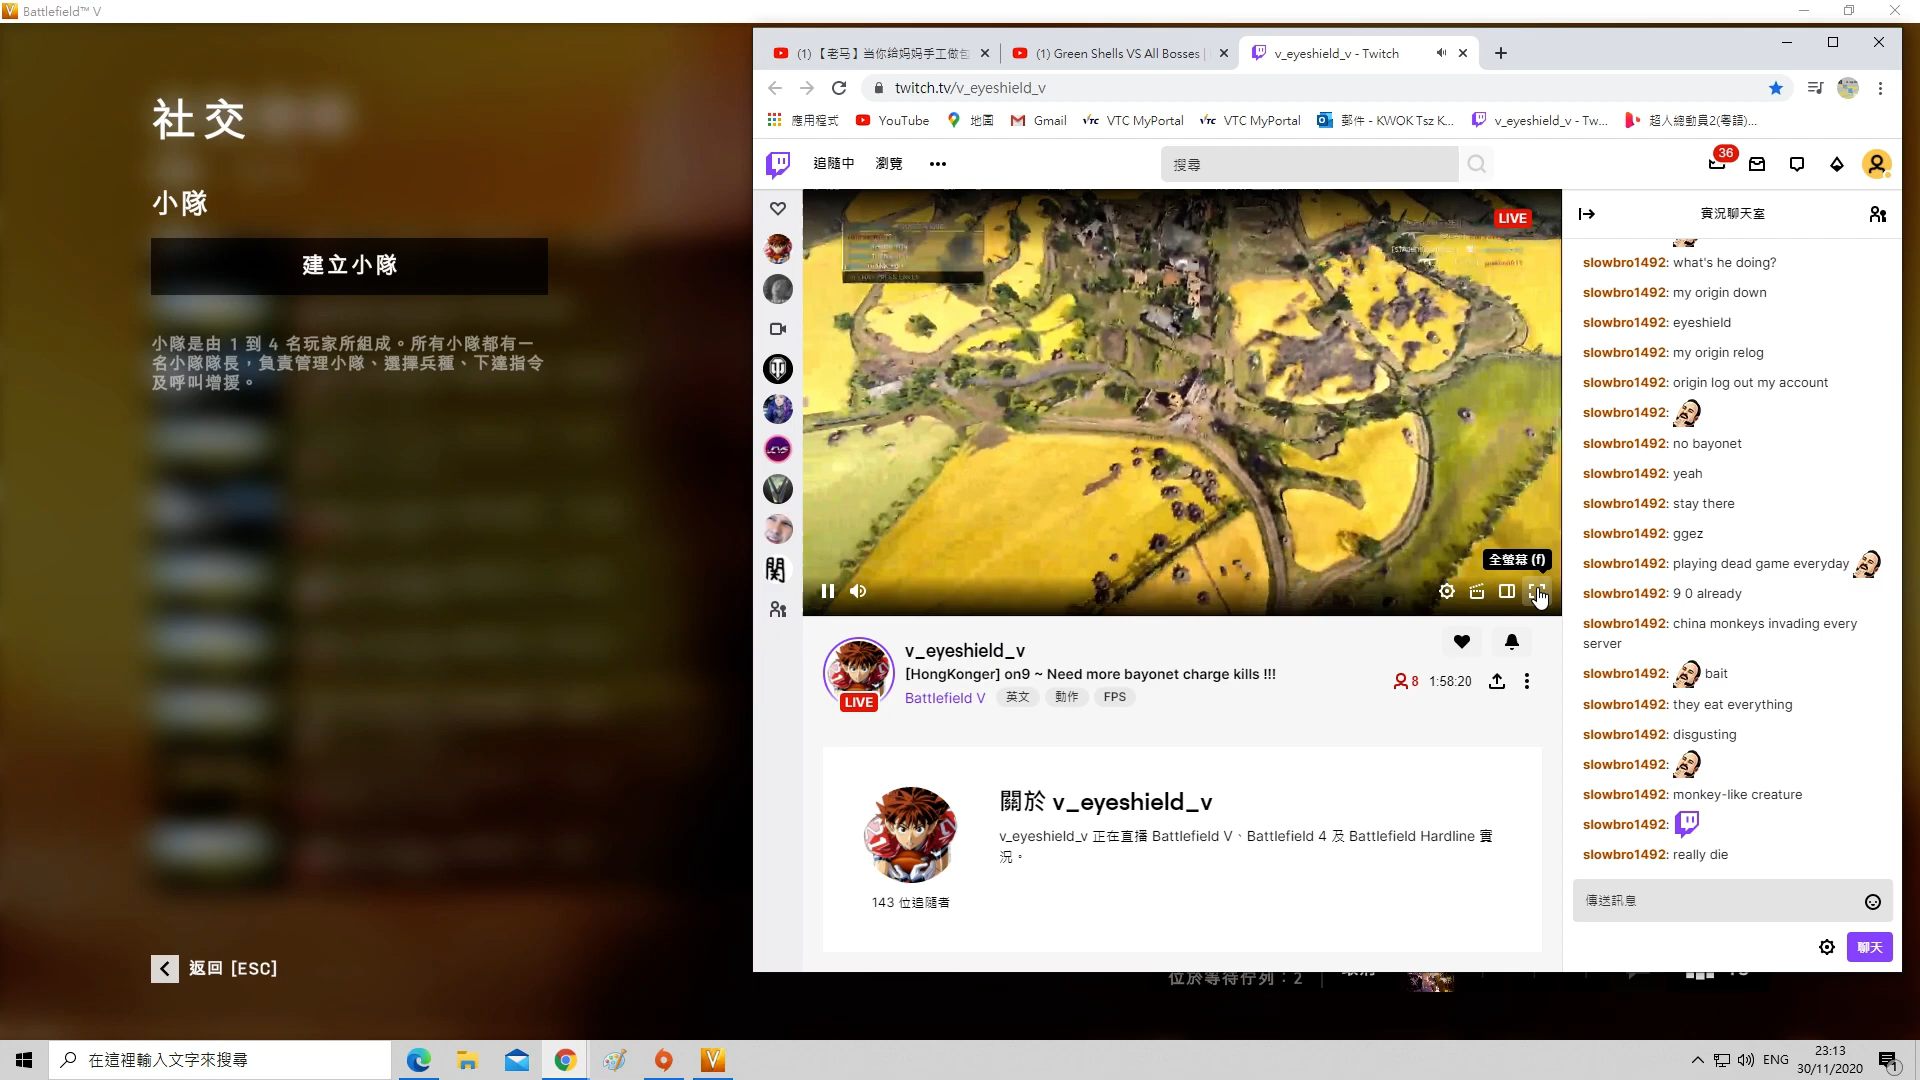 Battlefield™ V
社交
小隊
建立小隊
小隊是由 1 到 4 名玩家所組成。所有小隊都有一
名小隊隊長，負責管理小隊、選擇兵種、下達指令
及呼叫增援。
返回 [ESC]
(1)【老马】当你给妈妈手工做包
(1) Green Shells VS All Bosses |
v_eyeshield_v - Twitch
twitch.tv/v_eyeshield_v
應用程式
YouTube
地圖
Gmail
VTC MyPortal
VTC MyPortal
郵件 - KWOK Tsz K...
v_eyeshield_v - Tw...
超人總動員2(粵語)...
追隨中
瀏覽
搜尋
36
LIVE
全螢幕 (f)
v_eyeshield_v
[HongKonger] on9 ~ Need more bayonet charge kills !!!
Battlefield V 英文 動作 FPS
LIVE
8 1:58:20
關於 v_eyeshield_v
v_eyeshield_v 正在直播 Battlefield V、Battlefield 4 及 Battlefield Hardline 實
況。
143 位追隨者
實況聊天室
slowbro1492: what's he doing?
slowbro1492: my origin down
slowbro1492: eyeshield
slowbro1492: my origin relog
slowbro1492: origin log out my account
slowbro1492:
slowbro1492: no bayonet
slowbro1492: yeah
slowbro1492: stay there
slowbro1492: ggez
slowbro1492: playing dead game everyday
slowbro1492: 9 0 already
slowbro1492: china monkeys invading every
server
slowbro1492: bait
slowbro1492: they eat everything
slowbro1492: disgusting
slowbro1492:
slowbro1492: monkey-like creature
slowbro1492:
slowbro1492: really die
傳送訊息
聊天
位於等待佇列：2
在這裡輸入文字來搜尋
ENG
23:13
30/11/2020
1